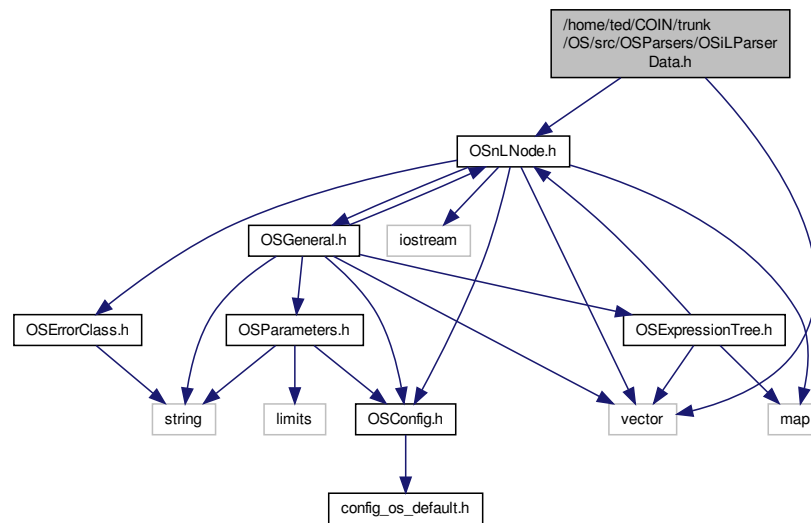 /home/ted/COIN/trunk
/OS/src/OSParsers/OSiLParser
Data.h
OSnLNode.h
OSGeneral.h
iostream
OSErrorClass.h
OSParameters.h
OSExpressionTree.h
string
limits
OSConfig.h
vector
map
config_os_default.h